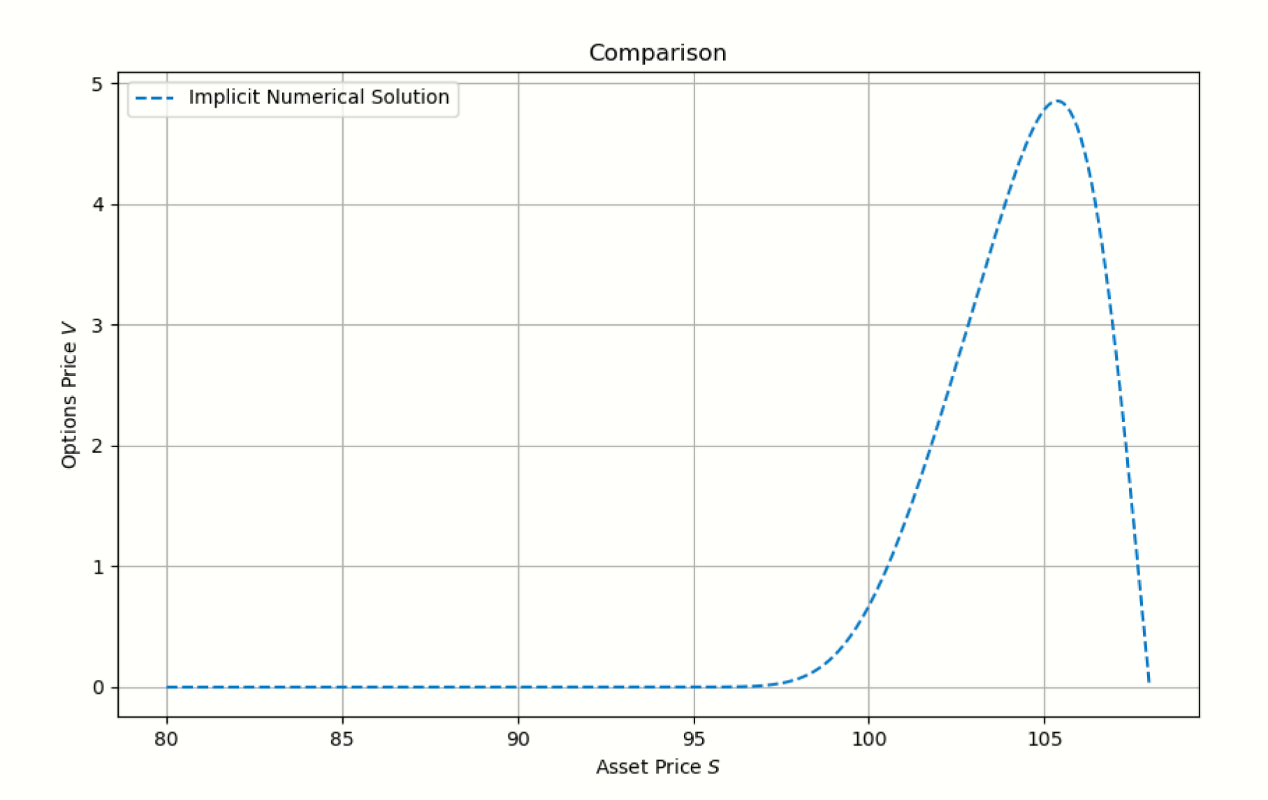 Comparison
Implicit Numerical Solution
5
4
3
2
1
0
Options Price V
80 85 90 95 100 105
Asset Price S